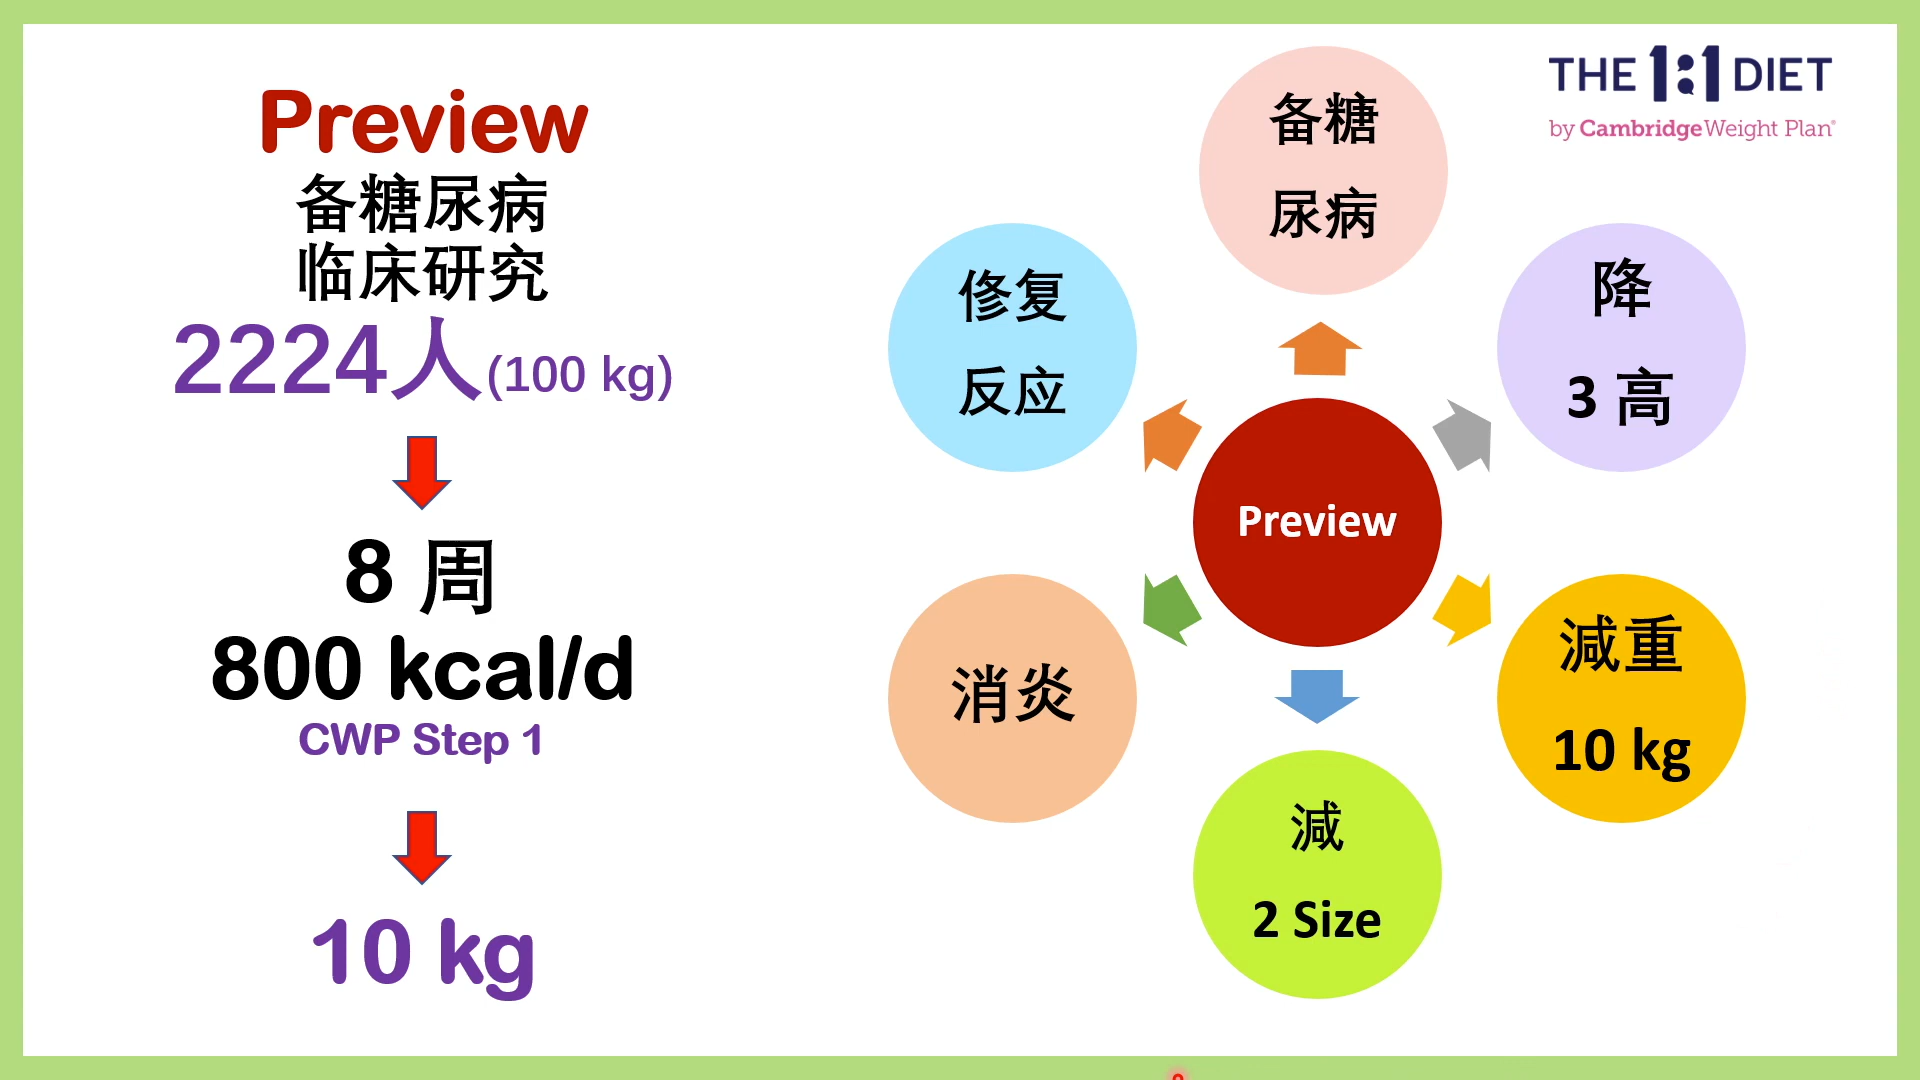 Preview
备糖尿病
临床研究
2224人(100 kg)
8 周
800 kcal/d
CWP Step 1
10 kg
THE 1:1 DIET
by Cambridge Weight Plan®
备糖
尿病
修复
反应
降
3 高
Preview
消炎
減重
10 kg
減
2 Size